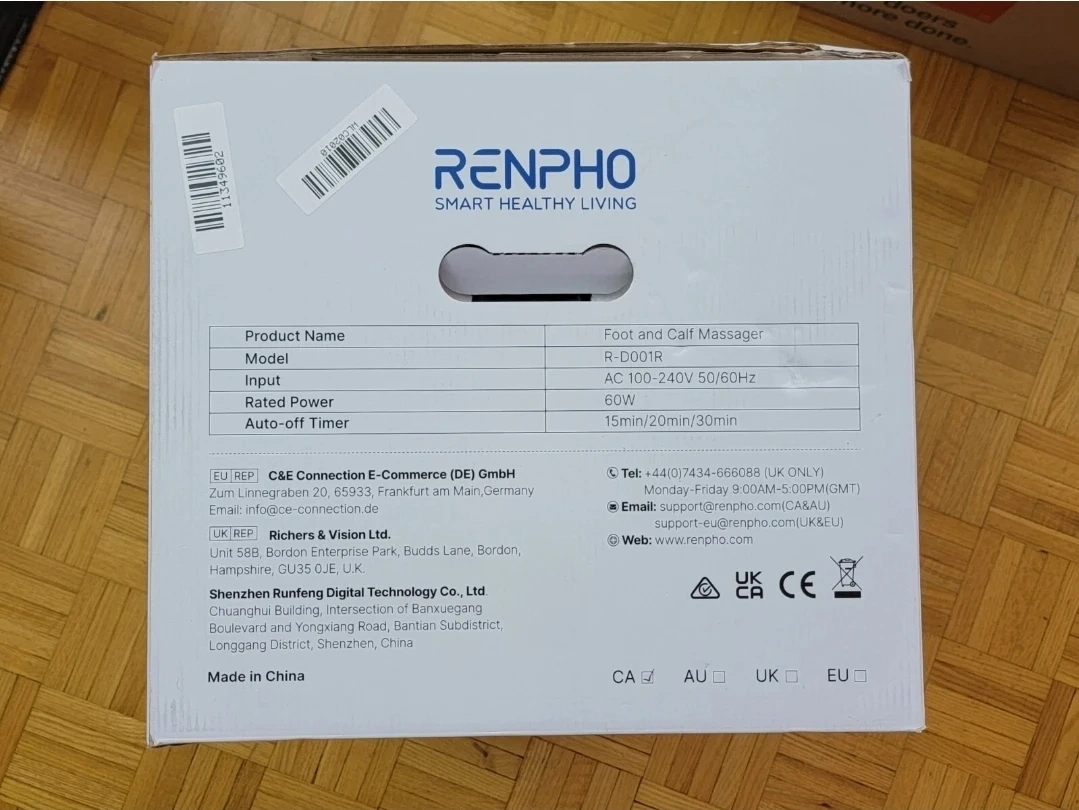 doors
more done.
11349602
HLC02010
RENPHO
SMART HEALTHY LIVING
Product Name Foot and Calf Massager
Model R-D001R
Input AC 100-240V 50/60Hz
Rated Power 60W
Auto-off Timer 15min/20min/30min
EU REP C&E Connection E-Commerce (DE) GmbH
Zum Linnegraben 20, 65933, Frankfurt am Main,Germany
Email: info@ce-connection.de
UK REP Richers & Vision Ltd.
Unit 58B, Bordon Enterprise Park, Budds Lane, Bordon,
Hampshire, GU35 0JE, U.K.
Shenzhen Runfeng Digital Technology Co., Ltd.
Chuanghui Building, Intersection of Banxuegang
Boulevard and Yongxiang Road, Bantian Subdistrict,
Longgang District, Shenzhen, China
Made in China
Tel: +44(0)7434-666088 (UK ONLY)
Monday-Friday 9:00AM-5:00PM(GMT)
Email: support@renpho.com(CA&AU)
support-eu@renpho.com(UK&EU)
Web: www.renpho.com
UK
CA
CE
CA AU UK EU